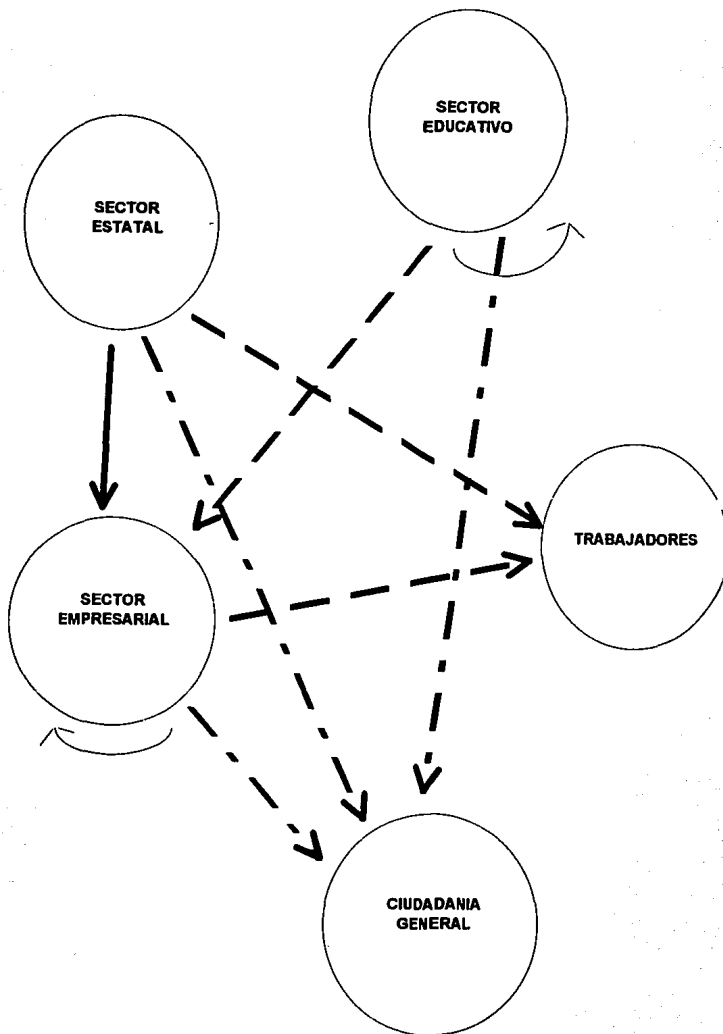 SECTOR
EDUCATIVO
SECTOR
ESTATAL
TRABAJADORES
SECTOR
EMPRESARIAL
CIUDADANIA
GENERAL